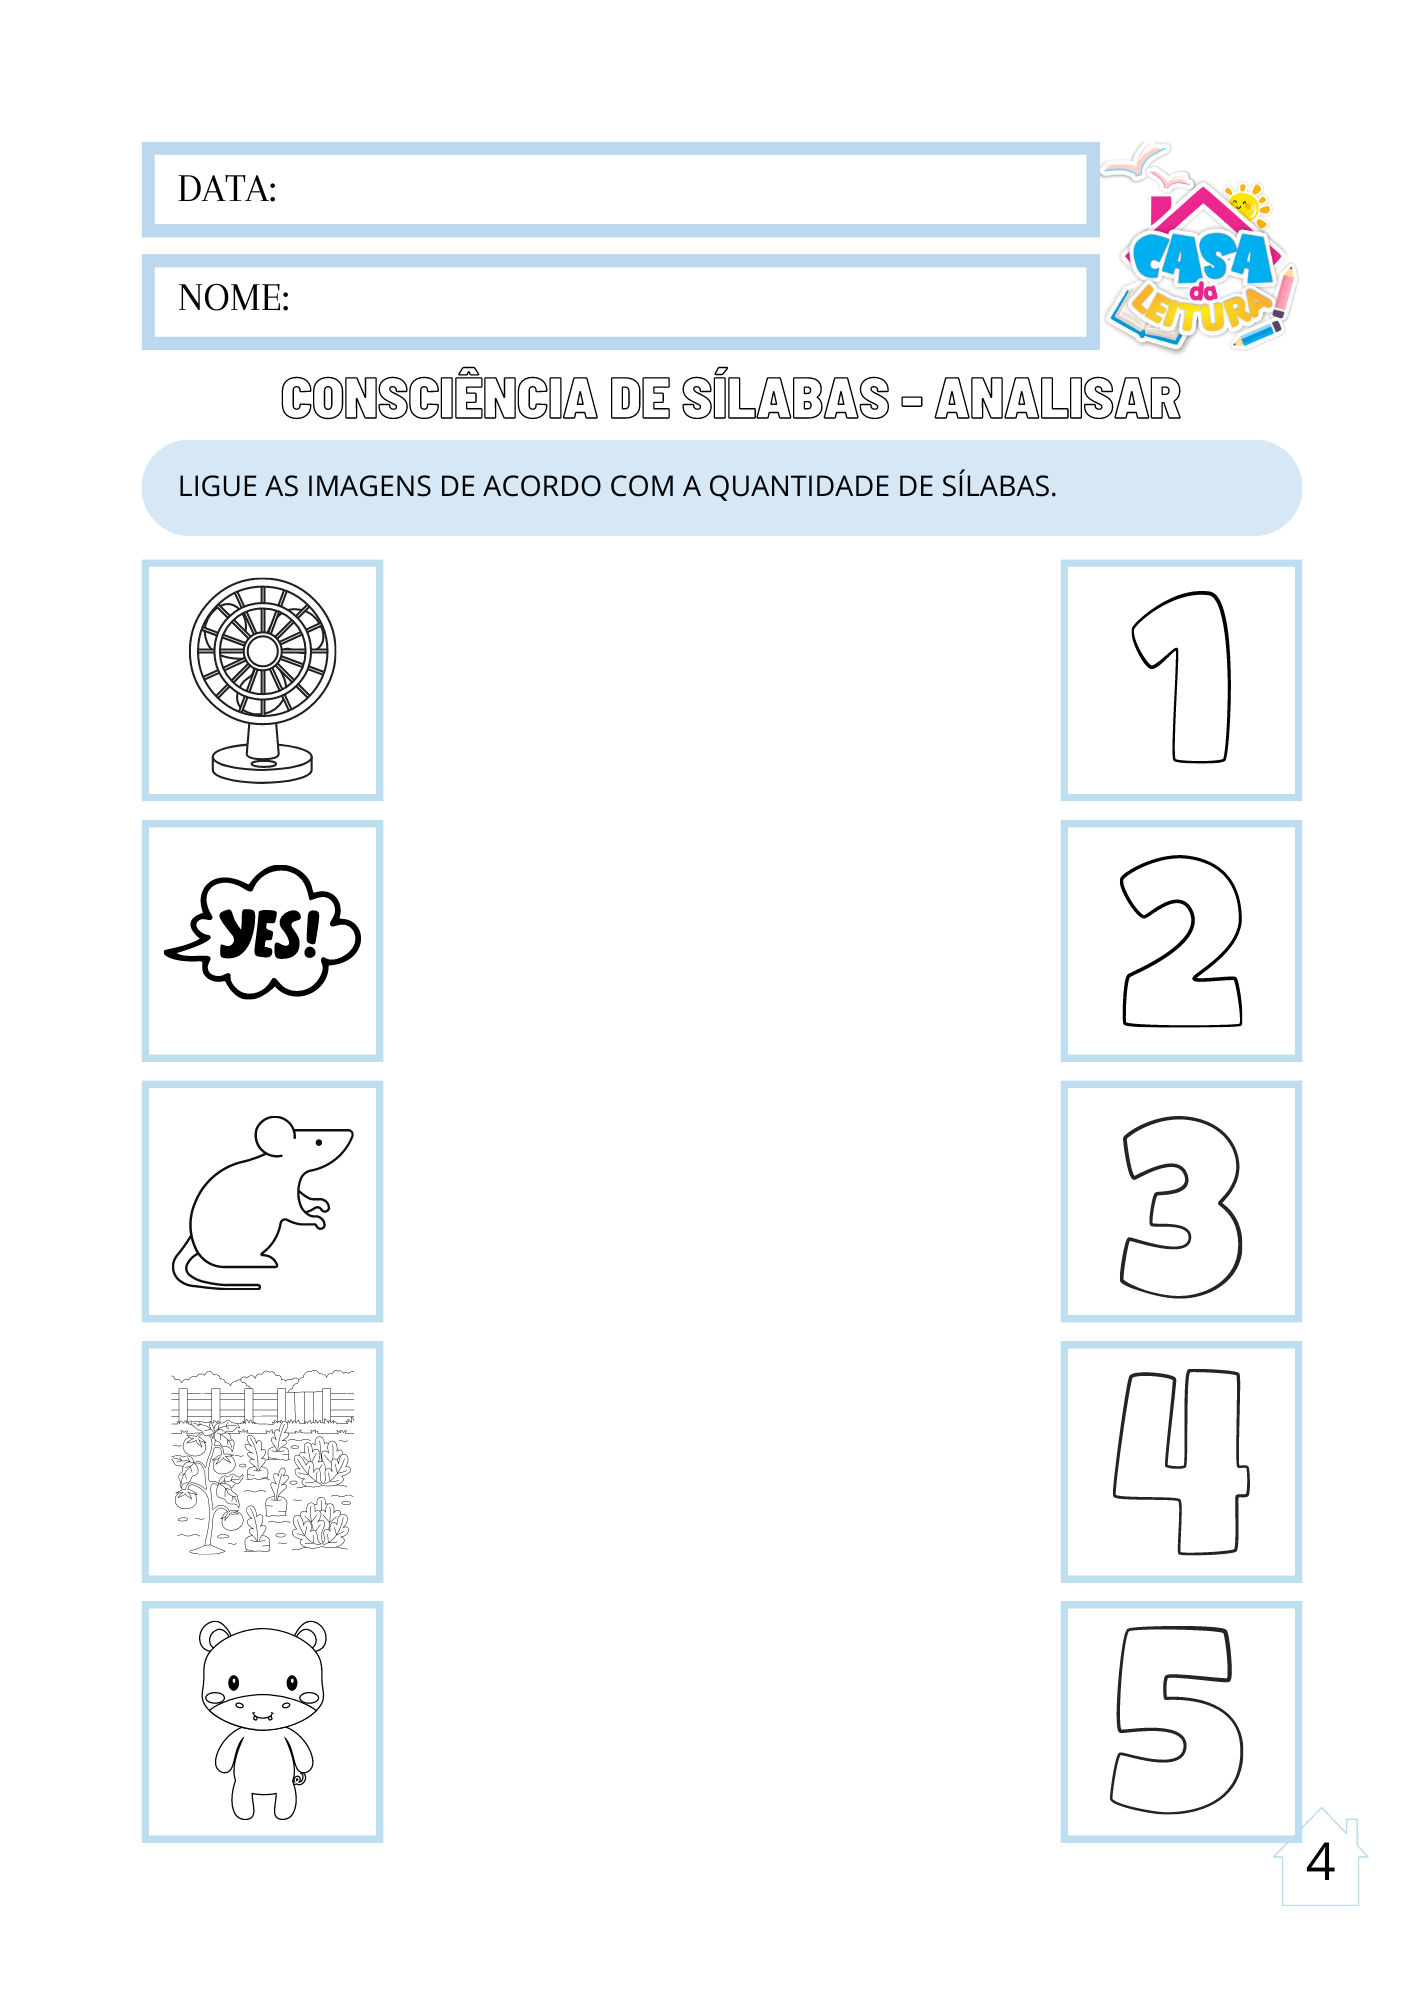 DATA:
NOME:
CASA
da
LEITURA
CONSCIÊNCIA DE SÍLABAS - ANALISAR
LIGUE AS IMAGENS DE ACORDO COM A QUANTIDADE DE SÍLABAS.
1
YES!
2
3
4
5
4